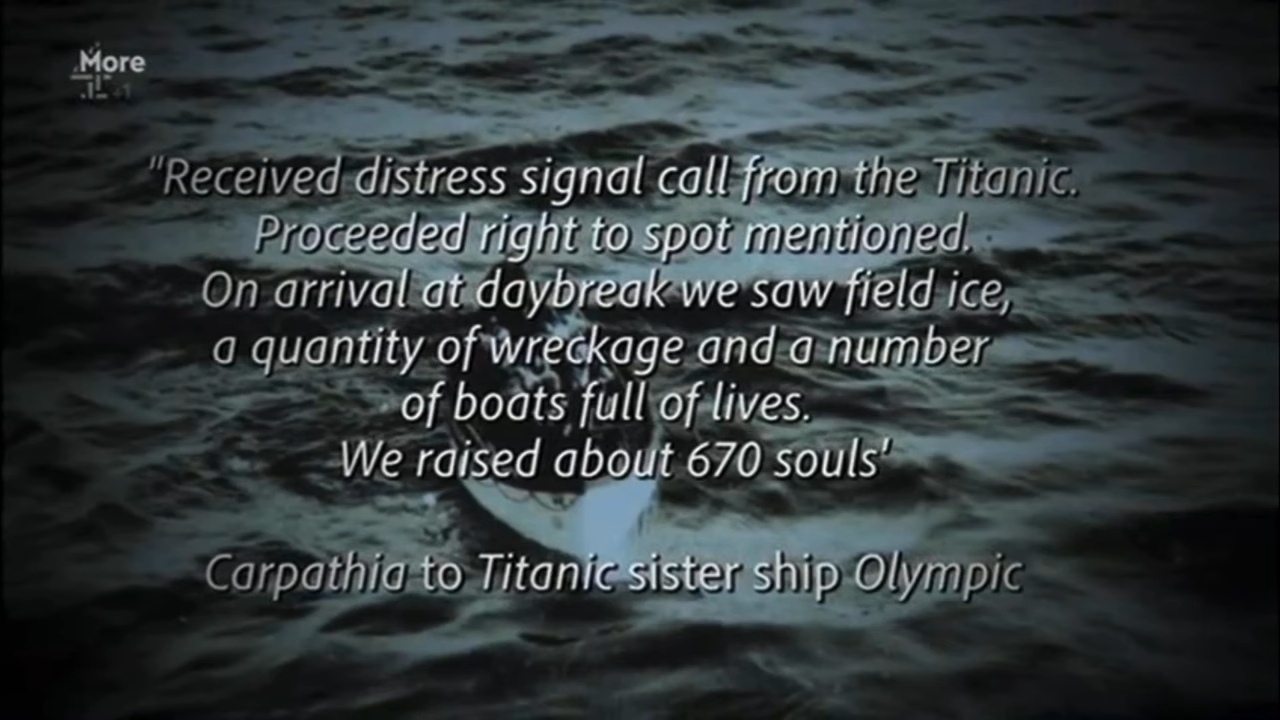 More
4 +1
"Received distress signal call from the Titanic.
Proceeded right to spot mentioned.
On arrival at daybreak we saw field ice,
a quantity of wreckage and a number
of boats full of lives.
We raised about 670 souls'
Carpathia to Titanic sister ship Olympic